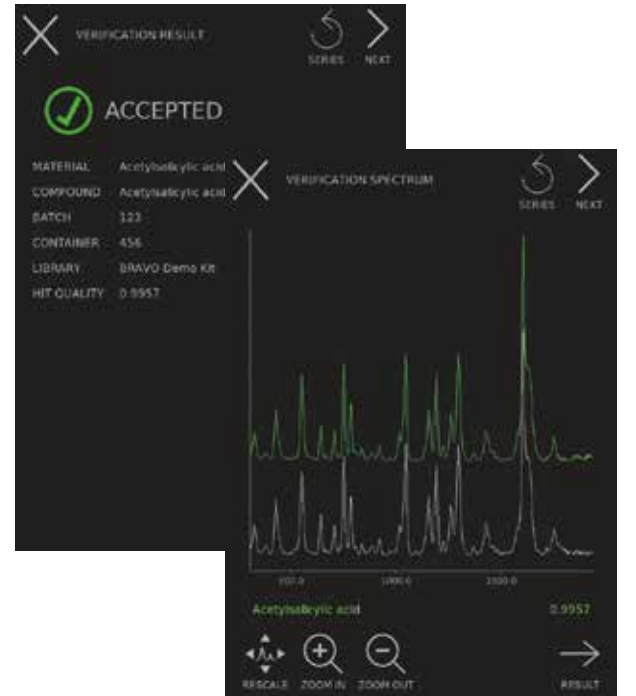 VERIFICATION RESULT
SERIES NEXT
ACCEPTED
MATERIAL Acetylsalicylic acid
COMPOUND Acetylsalicylic acid
BATCH 123
CONTAINER 456
LIBRARY BRAVO Demo Kit
HIT QUALITY 0.9957
VERIFICATION SPECTRUM
SERIES NEXT
500.0 1000.0 1500.0
Acetylsalicylic acid 0.9957
RESCALE ZOOM IN ZOOM OUT RESULT